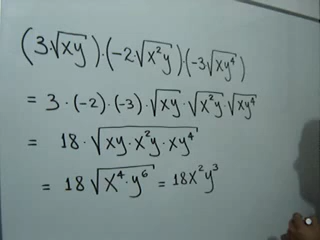 (3·√xy)·(-2√x²y)·(-3√xy⁴)
= 3·(-2)·(-3)·√xy·√x²y·√xy⁴
= 18·√xy·x²y·xy⁴
= 18√x⁴·y⁶ = 18x²y³